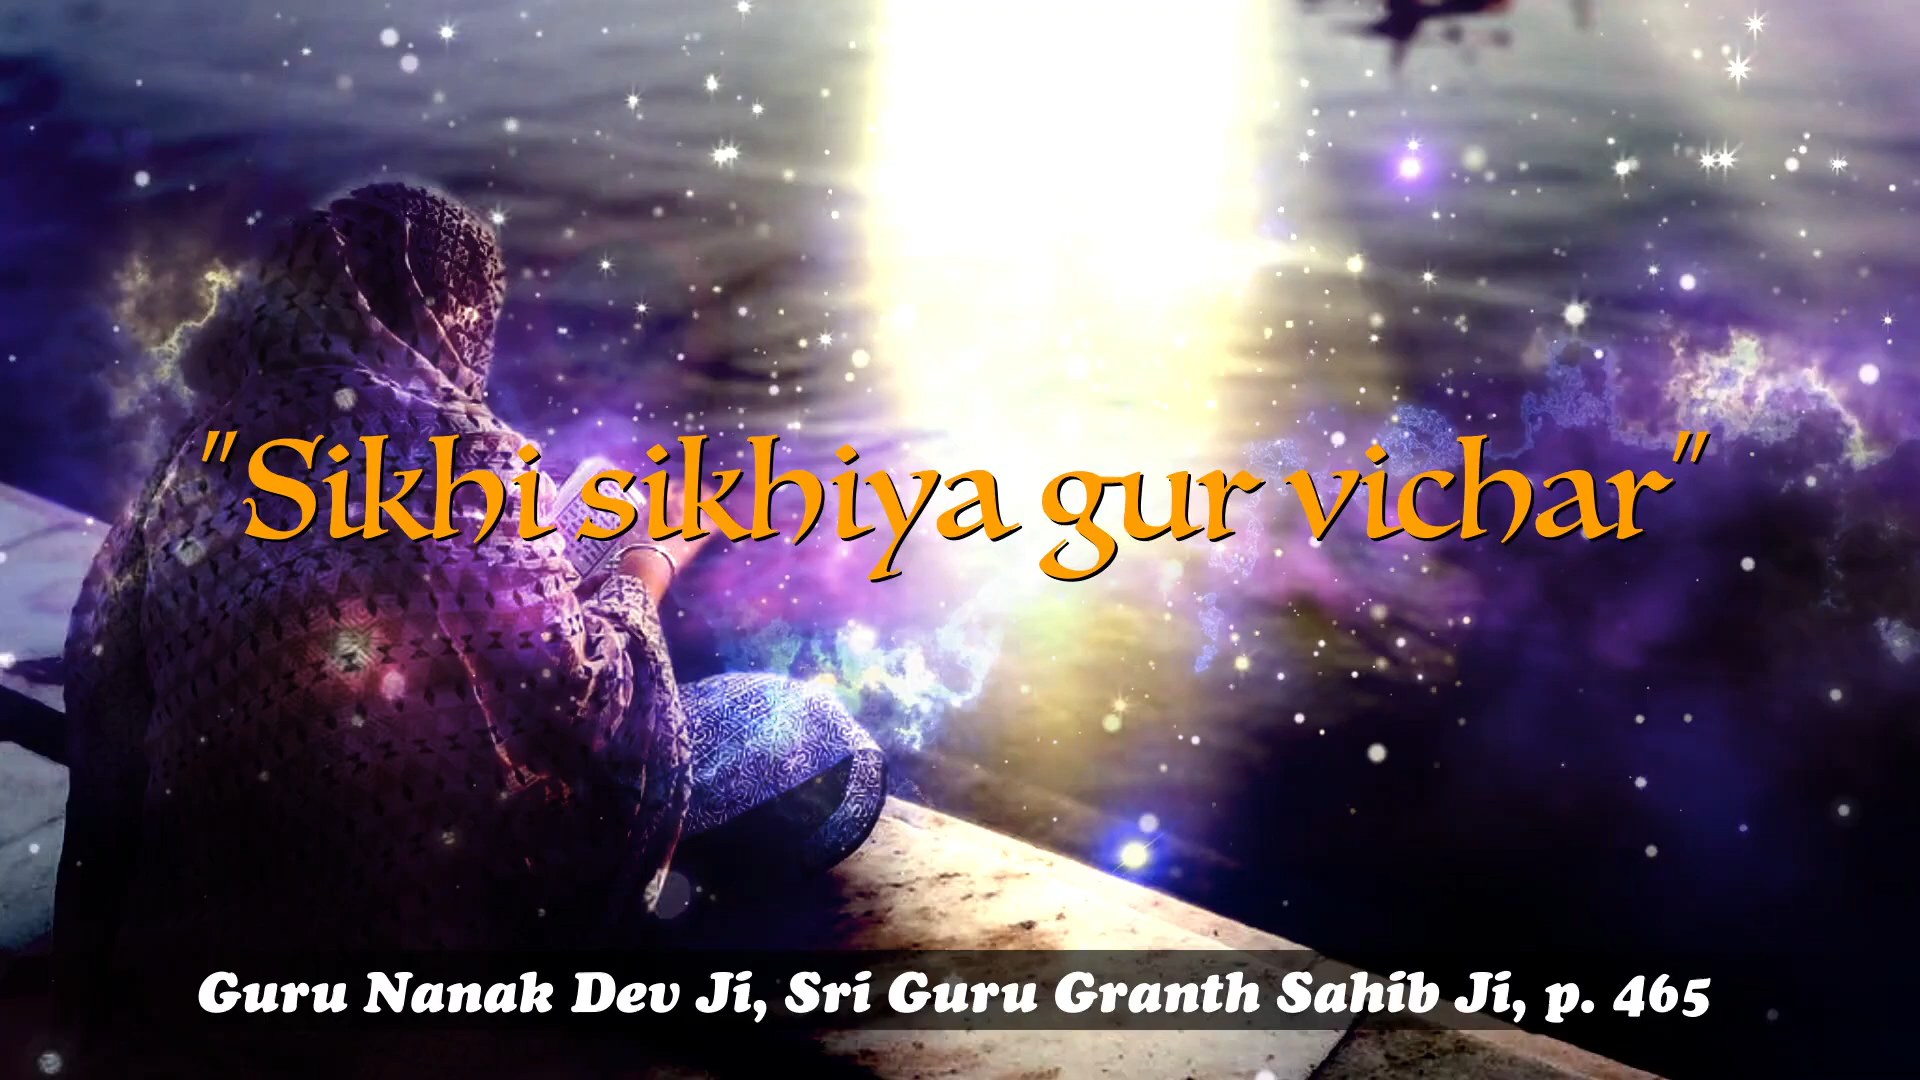 "Sikhi sikhiya gur vichar"
Guru Nanak Dev Ji, Sri Guru Granth Sahib Ji, p. 465